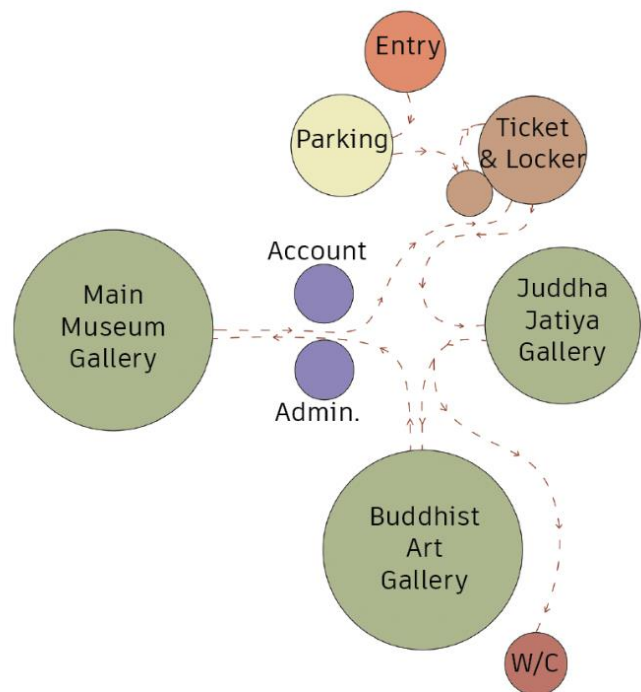 Entry
Parking
Ticket
& Locker
Account
Main
Museum
Gallery
Juddha
Jatiya
Gallery
Admin.
Buddhist
Art
Gallery
W/C